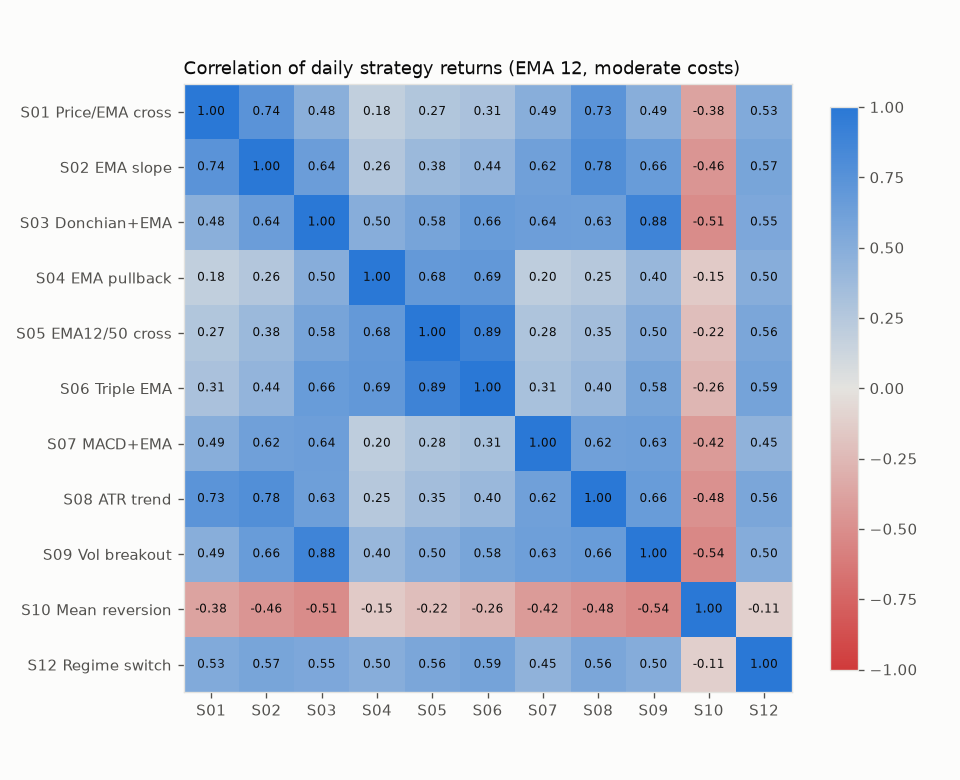 Correlation of daily strategy returns (EMA 12, moderate costs)
S01 Price/EMA cross 1.00 0.74 0.48 0.18 0.27 0.31 0.49 0.73 0.49 -0.38 0.53
S02 EMA slope 0.74 1.00 0.64 0.26 0.38 0.44 0.62 0.78 0.66 -0.46 0.57
S03 Donchian+EMA 0.48 0.64 1.00 0.50 0.58 0.66 0.64 0.63 0.88 -0.51 0.55
S04 EMA pullback 0.18 0.26 0.50 1.00 0.68 0.69 0.20 0.25 0.40 -0.15 0.50
S05 EMA12/50 cross 0.27 0.38 0.58 0.68 1.00 0.89 0.28 0.35 0.50 -0.22 0.56
S06 Triple EMA 0.31 0.44 0.66 0.69 0.89 1.00 0.31 0.40 0.58 -0.26 0.59
S07 MACD+EMA 0.49 0.62 0.64 0.20 0.28 0.31 1.00 0.62 0.63 -0.42 0.45
S08 ATR trend 0.73 0.78 0.63 0.25 0.35 0.40 0.62 1.00 0.66 -0.48 0.56
S09 Vol breakout 0.49 0.66 0.88 0.40 0.50 0.58 0.63 0.66 1.00 -0.54 0.50
S10 Mean reversion -0.38 -0.46 -0.51 -0.15 -0.22 -0.26 -0.42 -0.48 -0.54 1.00 -0.11
S12 Regime switch 0.53 0.57 0.55 0.50 0.56 0.59 0.45 0.56 0.50 -0.11 1.00
S01 S02 S03 S04 S05 S06 S07 S08 S09 S10 S12
1.00
0.75
0.50
0.25
0.00
−0.25
−0.50
−0.75
−1.00